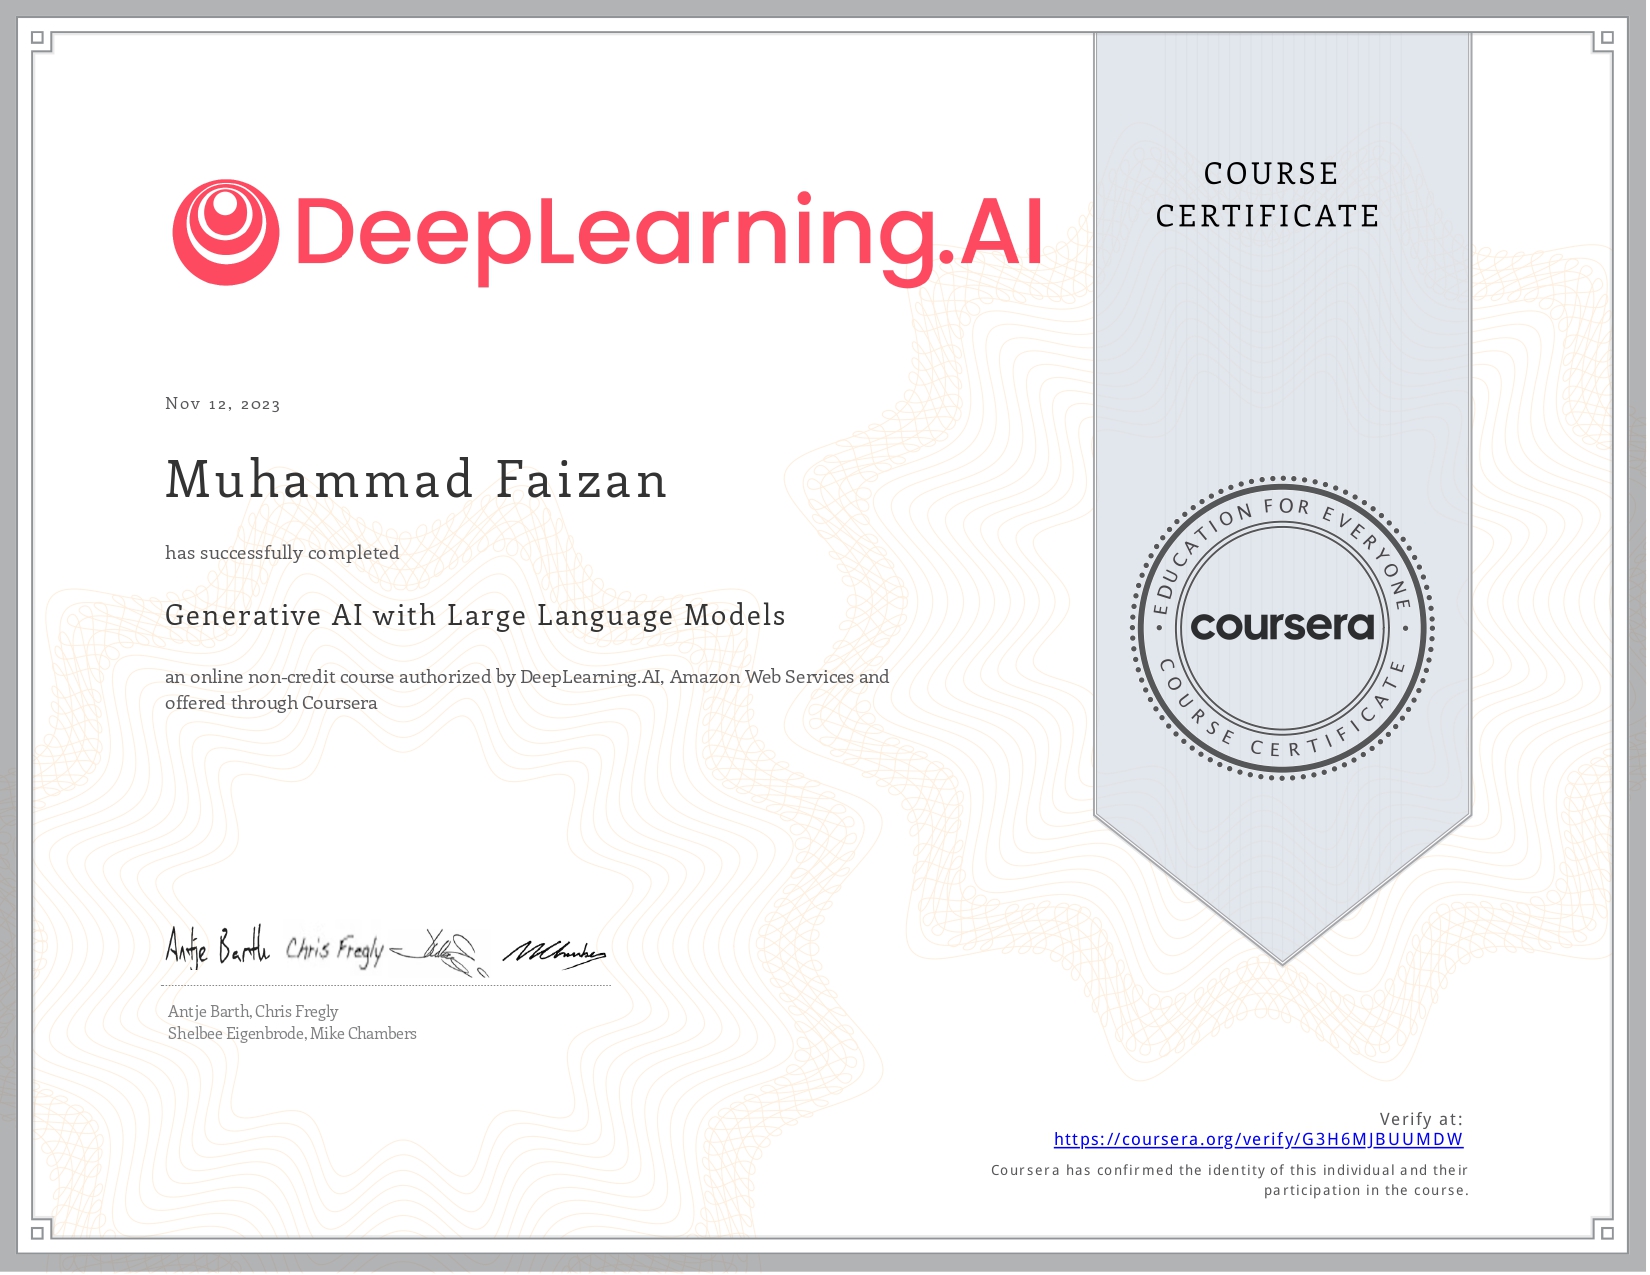 DeepLearning.AI
COURSE
CERTIFICATE
Nov 12, 2023
Muhammad Faizan
has successfully completed
Generative AI with Large Language Models
an online non-credit course authorized by DeepLearning.AI, Amazon Web Services and
offered through Coursera
EDUCATION FOR EVERYONE
coursera
COURSE CERTIFICATE
Antje Barth Chris Fregly
Antje Barth, Chris Fregly
Shelbee Eigenbrode, Mike Chambers
Verify at:
https://coursera.org/verify/G3H6MJBUUMDW
Coursera has confirmed the identity of this individual and their
participation in the course.